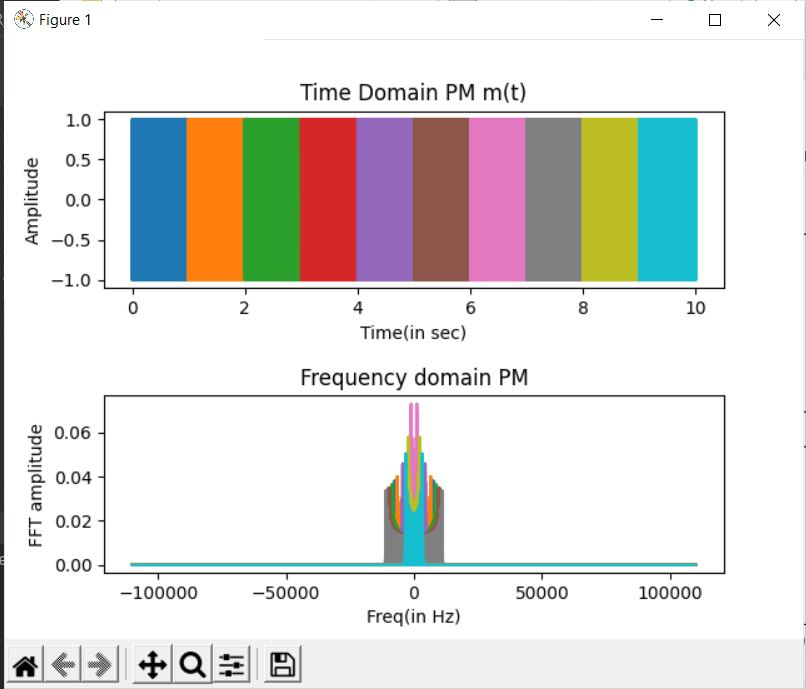 Figure 1
Time Domain PM m(t)
1.0
0.5
0.0
−0.5
−1.0
Amplitude
0 2 4 6 8 10
Time(in sec)
Frequency domain PM
0.06
0.04
0.02
0.00
FFT amplitude
−100000 −50000 0 50000 100000
Freq(in Hz)